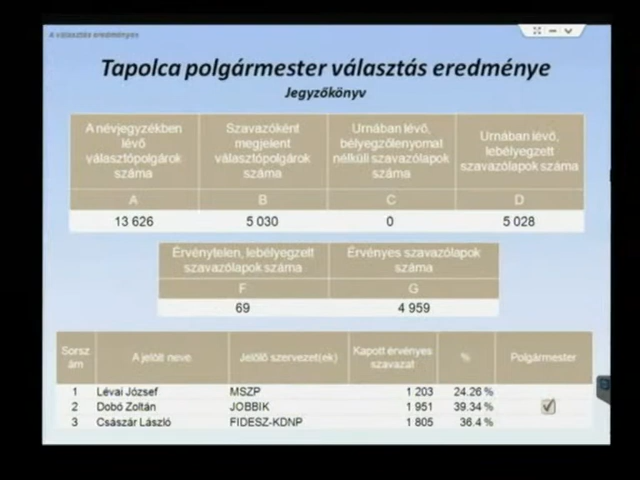 A választás eredményes
Tapolca polgármester választás eredménye
Jegyzőkönyv
A névjegyzékben lévő választópolgárok száma
Szavazóként megjelent választópolgárok száma
Urnában lévő, bélyegzőlenyomat nélküli szavazólapok száma
Urnában lévő, lebélyegzett szavazólapok száma
A B C D
13 626 5 030 0 5 028
Érvénytelen, lebélyegzett szavazólapok száma
Érvényes szavazólapok száma
F G
69 4 959
Sorsz ám A jelölt neve Jelölő szervezet(ek) Kapott érvényes szavazat % Polgármester
1 Lévai József MSZP 1 203 24.26 %
2 Dobó Zoltán JOBBIK 1 951 39.34 %
3 Császár László FIDESZ-KDNP 1 805 36.4 %